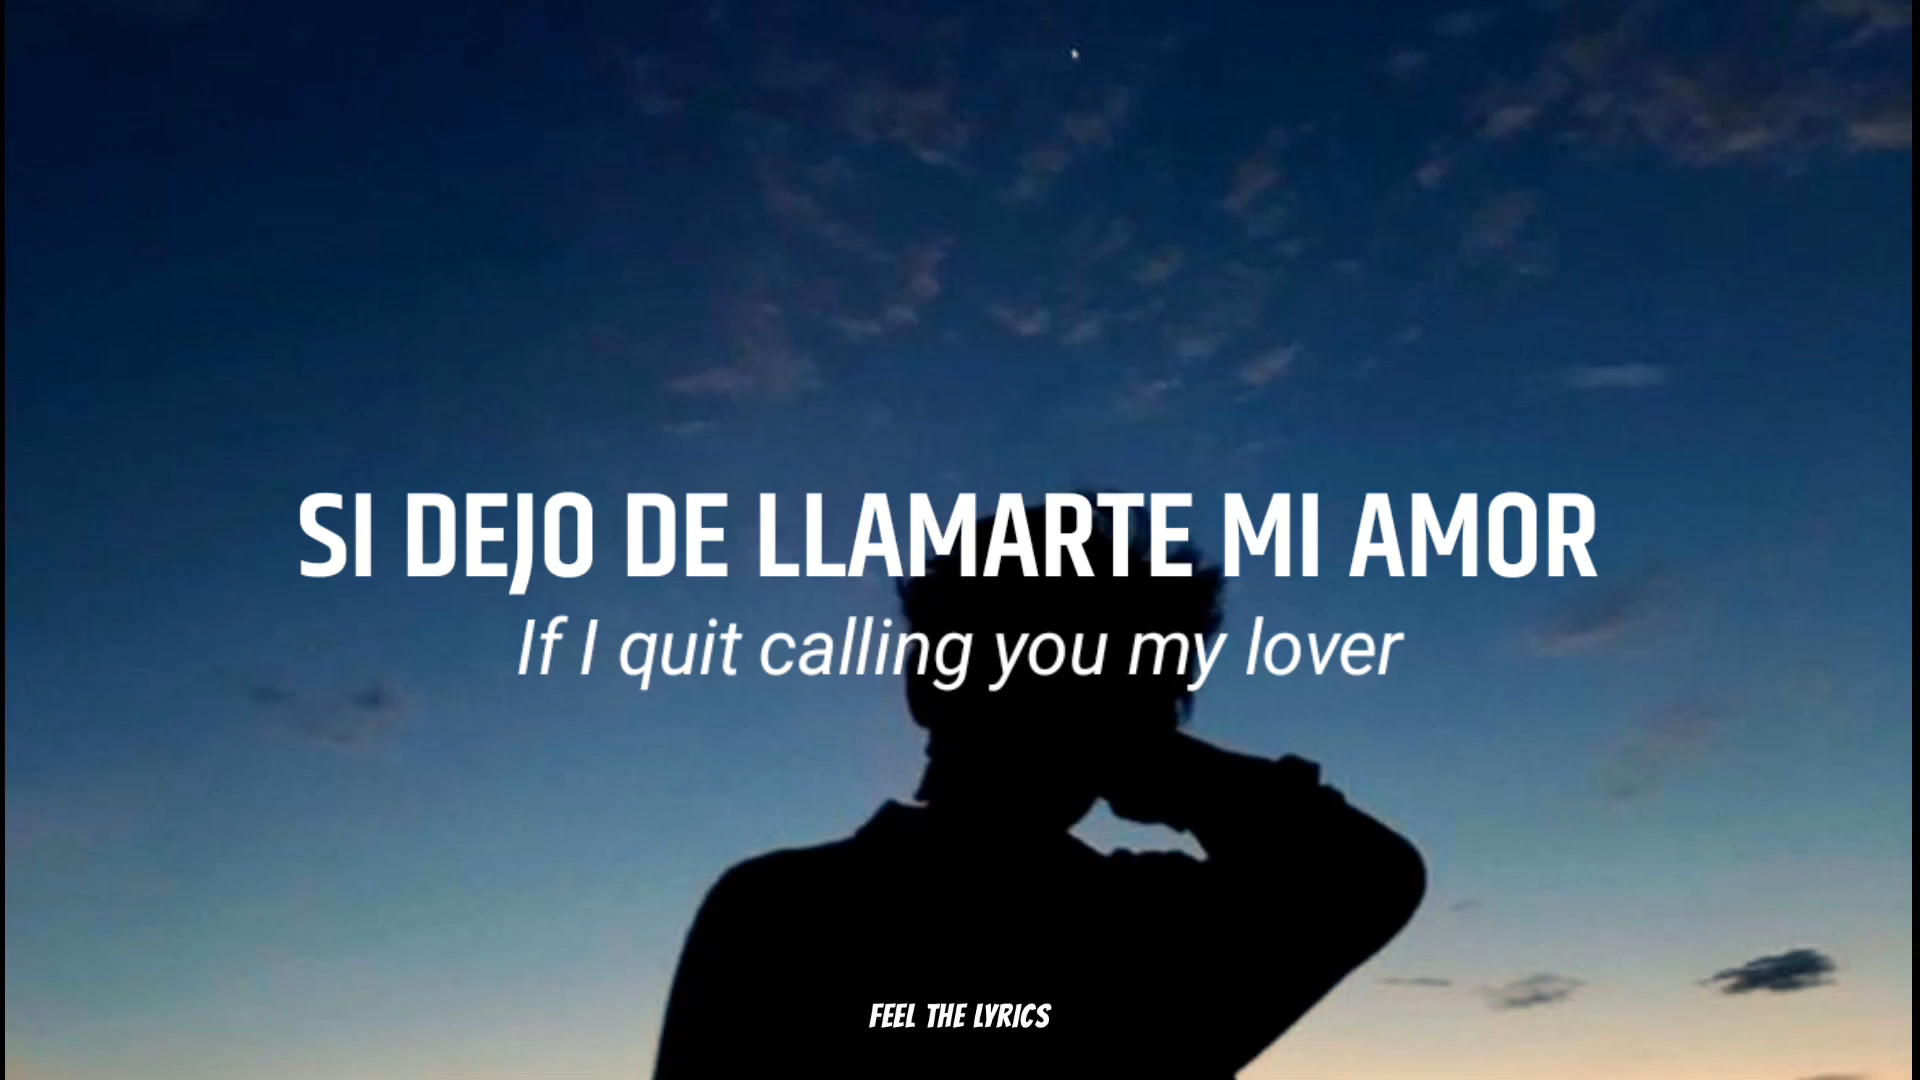 SI DEJO DE LLAMARTE MI AMOR
If I quit calling you my lover
FEEL THE LYRICS